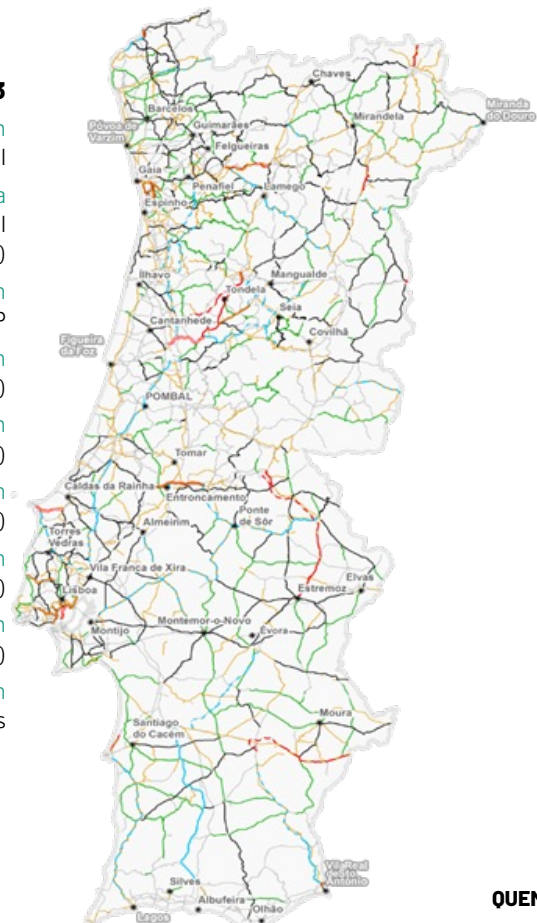 3
n
l
a
l
)
n
P
n
)
n
)
n
)
n
)
n
)
n
s
Chaves
Miranda
do Douro
Barcelos
Mirandela
Guimarães
Póvoa de
Varzim
Felgueiras
Gaia
Penafiel
Lamego
Espinho
Ílhavo
Mangualde
Tondela
Seia
Cantanhede
Covilhã
Figueira
da Foz
POMBAL
Tomar
Caldas da Rainha
Entroncamento
Ponte
de Sôr
Almeirim
Torres
Vedras
Vila Franca de Xira
Elvas
Lisboa
Estremoz
Montemor-o-Novo
Montijo
Évora
Moura
Santiago
do Cacém
Silves
Vila Real
de Sto
António
Albufeira
Lagos
Olhão
QUEN